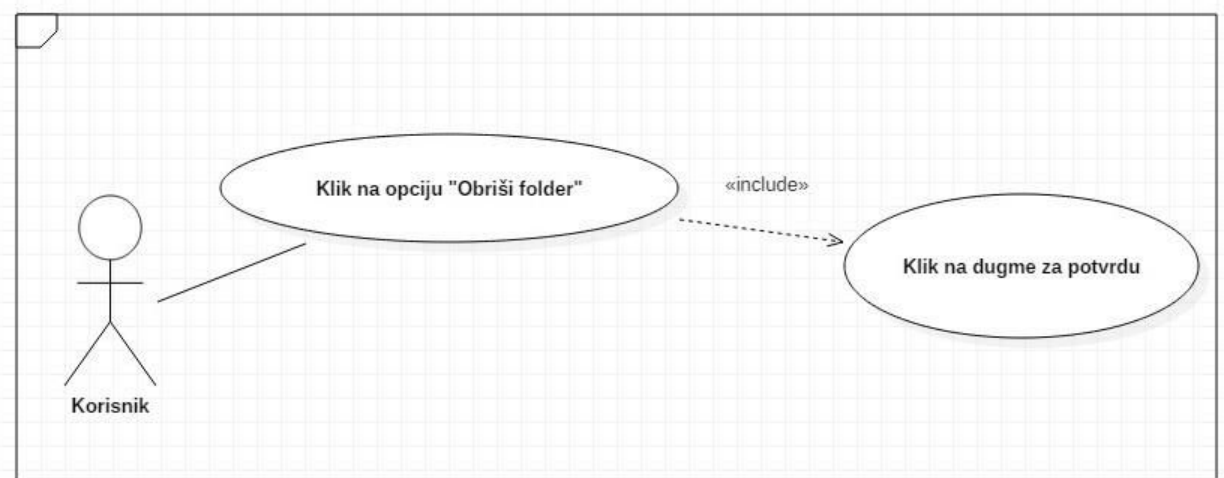 Klik na opciju "Obriši folder"
«include»
Klik na dugme za potvrdu
Korisnik